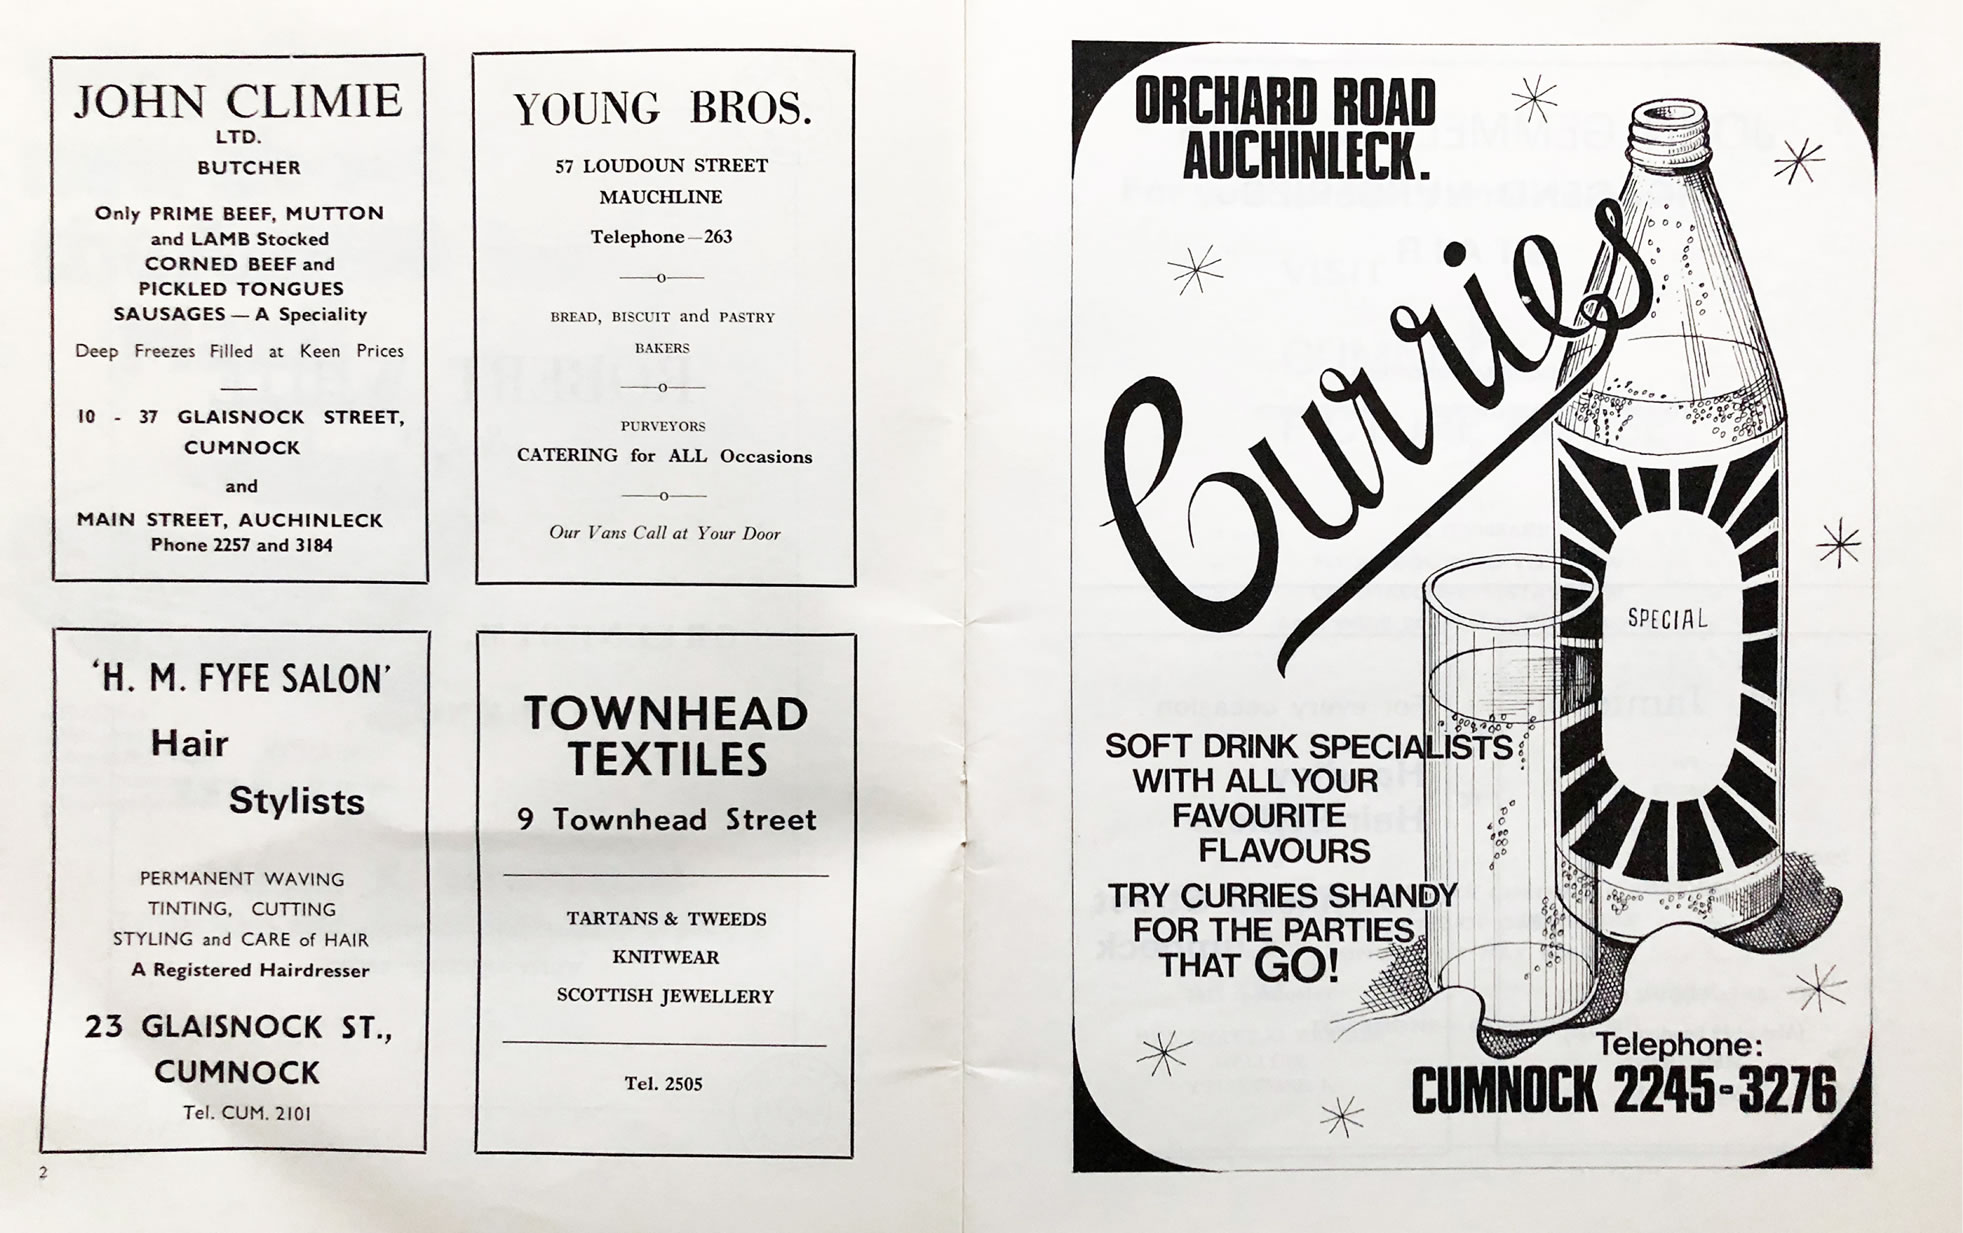 JOHN CLIMIE
LTD.
BUTCHER
Only PRIME BEEF, MUTTON
and LAMB Stocked
CORNED BEEF and
PICKLED TONGUES
SAUSAGES — A Speciality
Deep Freezes Filled at Keen Prices
10 - 37 GLAISNOCK STREET,
CUMNOCK
and
MAIN STREET, AUCHINLECK
Phone 2257 and 3184
YOUNG BROS.
57 LOUDOUN STREET
MAUCHLINE
Telephone—263
BREAD, BISCUIT and PASTRY
BAKERS
PURVEYORS
CATERING for ALL Occasions
Our Vans Call at Your Door
'H. M. FYFE SALON'
Hair
Stylists
PERMANENT WAVING
TINTING, CUTTING
STYLING and CARE of HAIR
A Registered Hairdresser
23 GLAISNOCK ST.,
CUMNOCK
Tel. CUM. 2101
TOWNHEAD
TEXTILES
9 Townhead Street
TARTANS & TWEEDS
KNITWEAR
SCOTTISH JEWELLERY
Tel. 2505
2
ORCHARD ROAD
AUCHINLECK.
Curries
SPECIAL
SOFT DRINK SPECIALISTS
WITH ALL YOUR
FAVOURITE
FLAVOURS
TRY CURRIES SHANDY
FOR THE PARTIES
THAT GO!
Telephone:
CUMNOCK 2245-3276